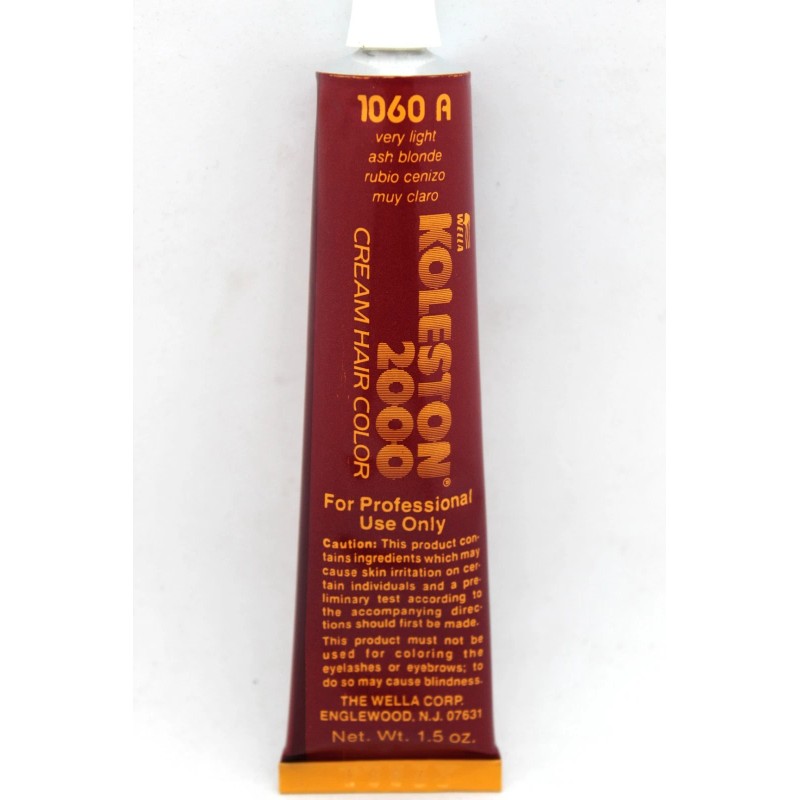 1060 A
very light
ash blonde
rubio cenizo
muy claro
WELLA
KOLESTON®
2000
CREAM HAIR COLOR
For Professional
Use Only
Caution: This product con-
tains ingredients which may
cause skin irritation on cer-
tain individuals and a pre-
liminary test according to
the accompanying direc-
tions should first be made.
This product must not be
used for coloring the
eyelashes or eyebrows; to
do so may cause blindness.
THE WELLA CORP.
ENGLEWOOD, N.J. 07631
Net. Wt. 1.5 oz.